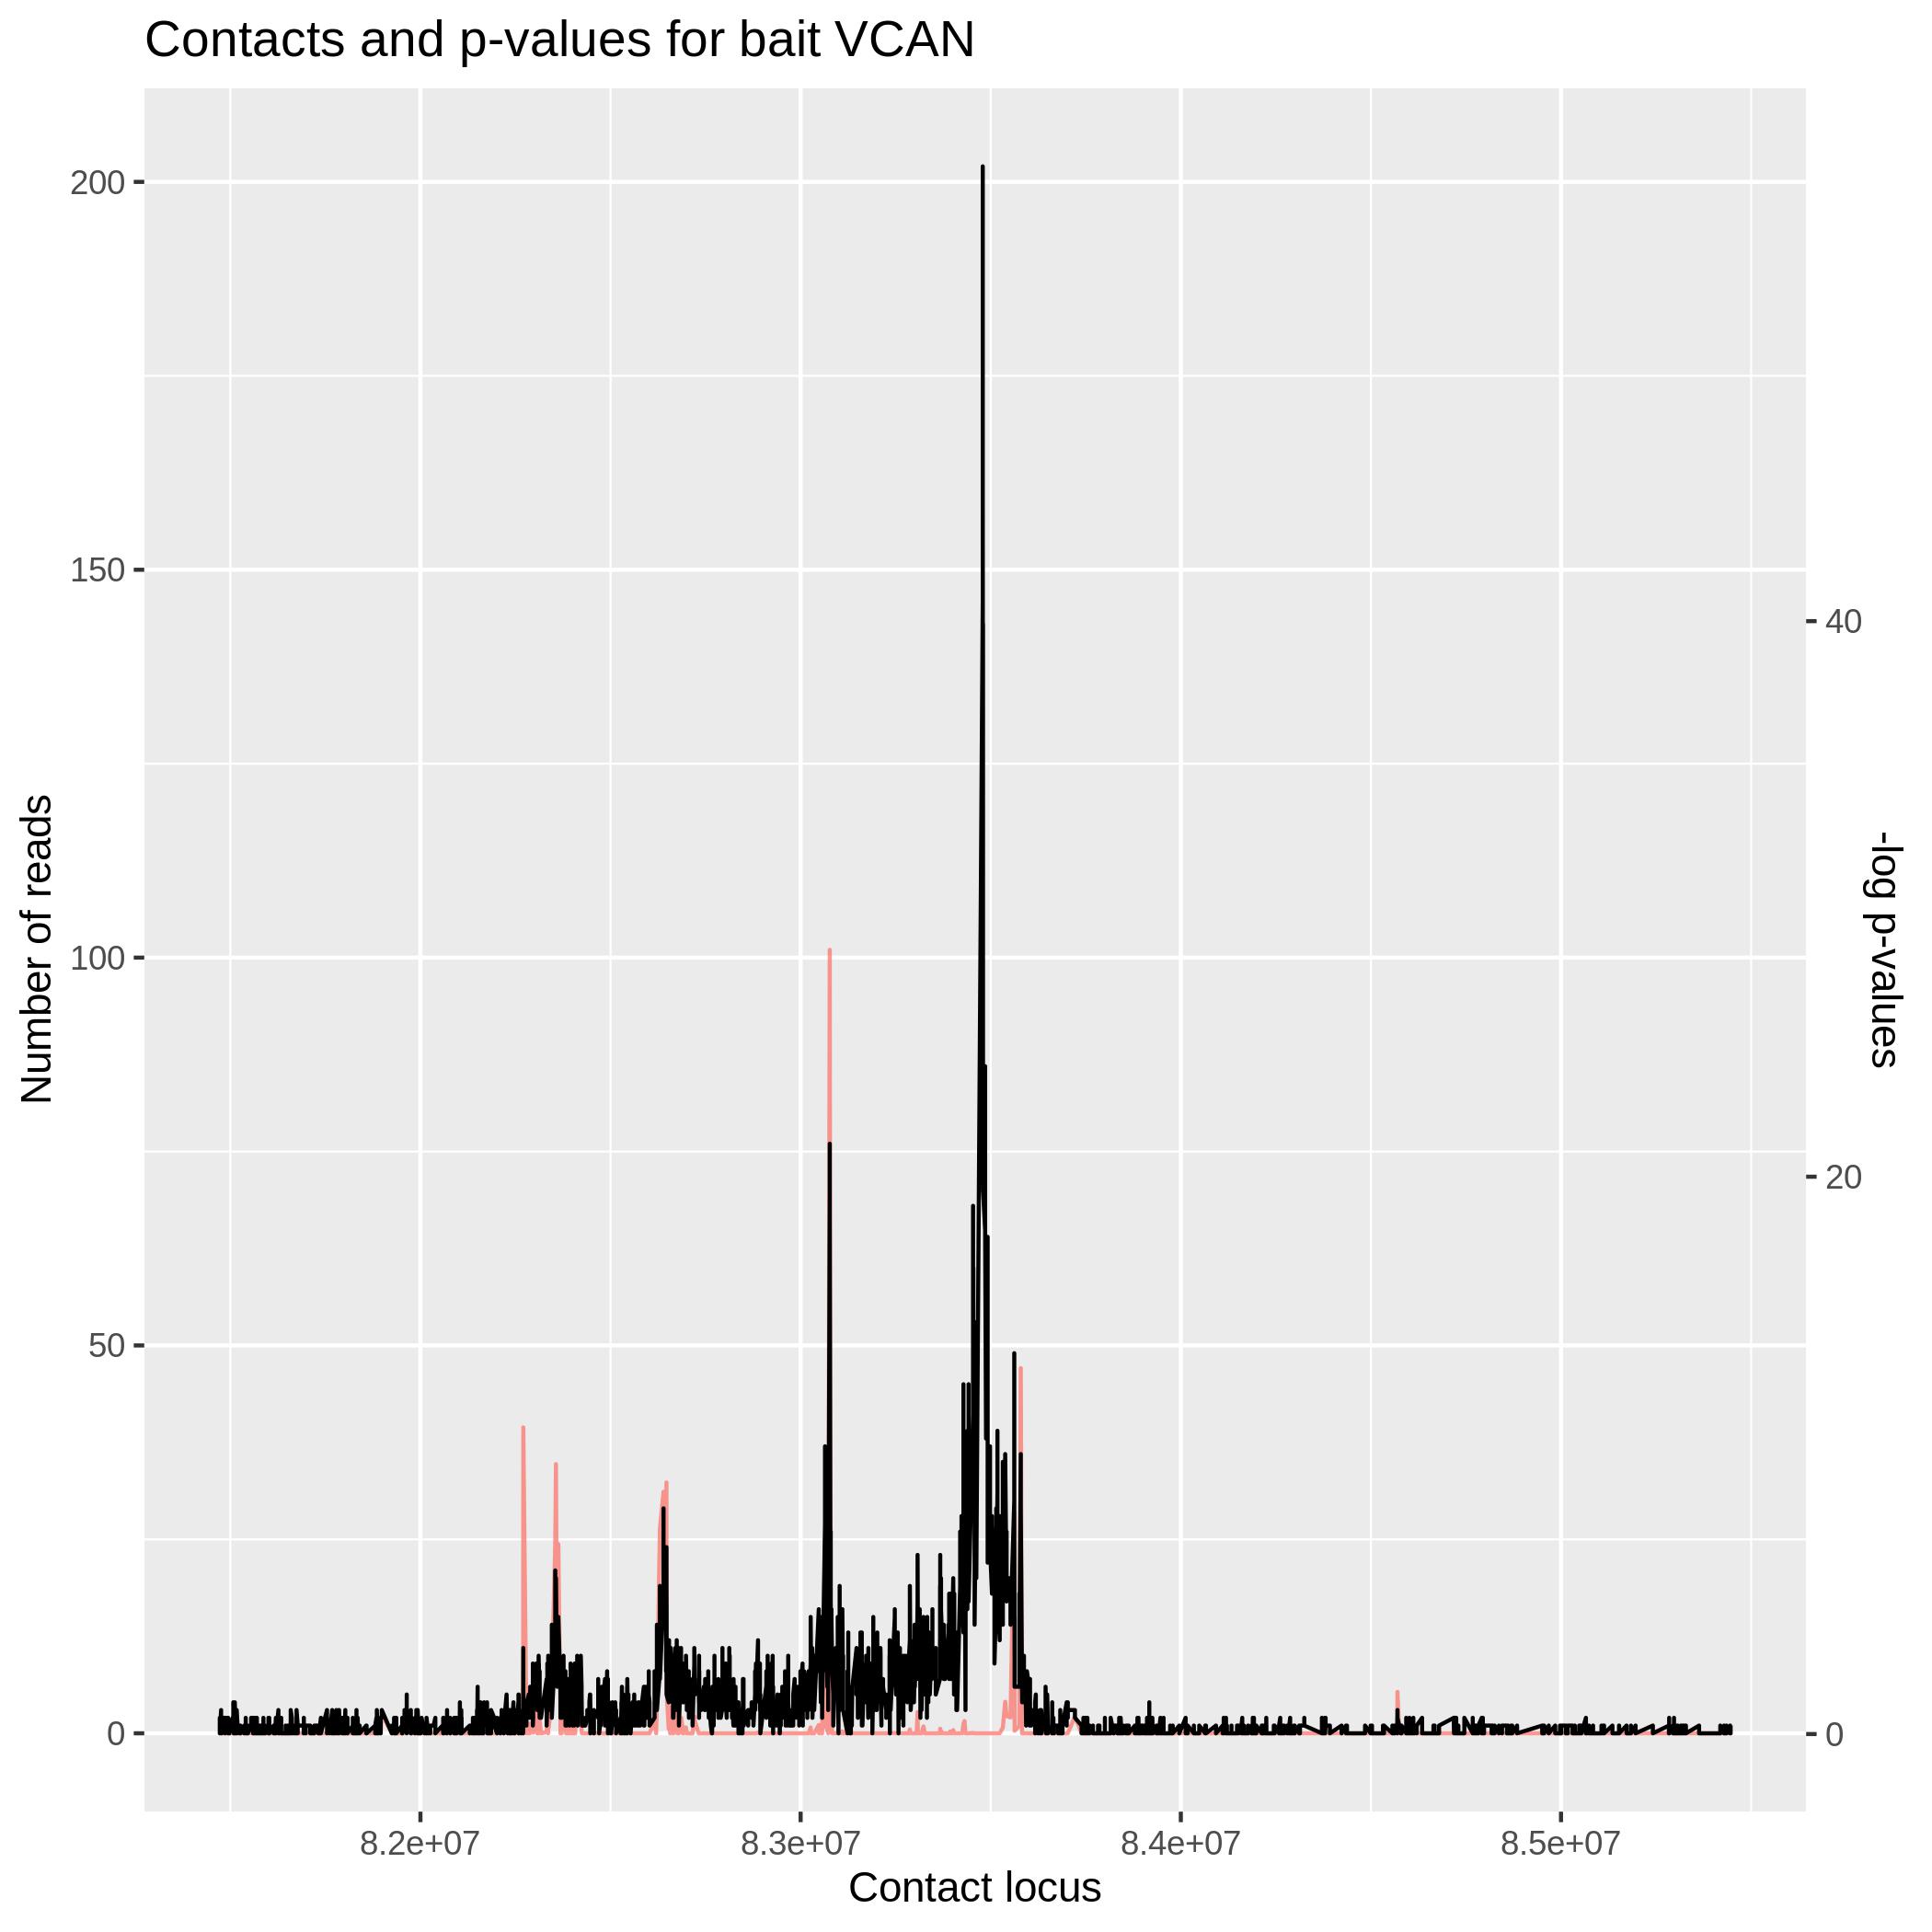 Contacts and p-values for bait VCAN
200
150
100
50
0
Number of reads
40
20
0
-log p-values
8.2e+07
8.3e+07
8.4e+07
8.5e+07
Contact locus